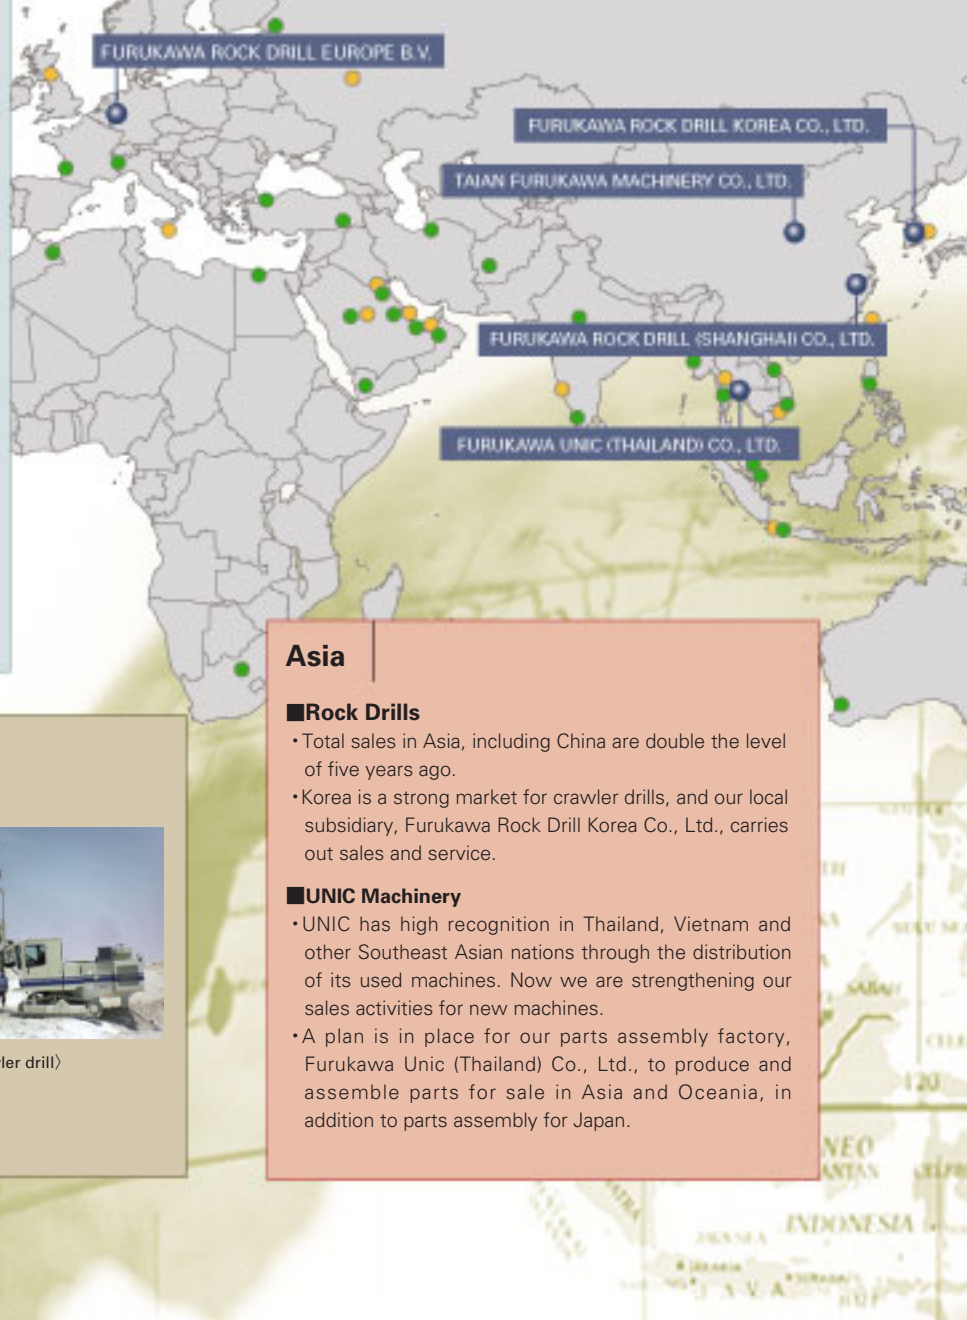 FURUKAWA ROCK DRILL EUROPE B.V.
FURUKAWA ROCK DRILL KOREA CO., LTD.
TAIAN FURUKAWA MACHINERY CO., LTD.
FURUKAWA ROCK DRILL (SHANGHAI) CO., LTD.
FURUKAWA UNIC (THAILAND) CO., LTD.
Asia
■Rock Drills
・Total sales in Asia, including China are double the level
of five years ago.
・Korea is a strong market for crawler drills, and our local
subsidiary, Furukawa Rock Drill Korea Co., Ltd., carries
out sales and service.
■UNIC Machinery
・UNIC has high recognition in Thailand, Vietnam and
other Southeast Asian nations through the distribution
of its used machines. Now we are strengthening our
sales activities for new machines.
・A plan is in place for our parts assembly factory,
Furukawa Unic (Thailand) Co., Ltd., to produce and
assemble parts for sale in Asia and Oceania, in
addition to parts assembly for Japan.
ler drill〉
SABAH
120
NEO
INDONESIA
JAVA SEA
J A V A